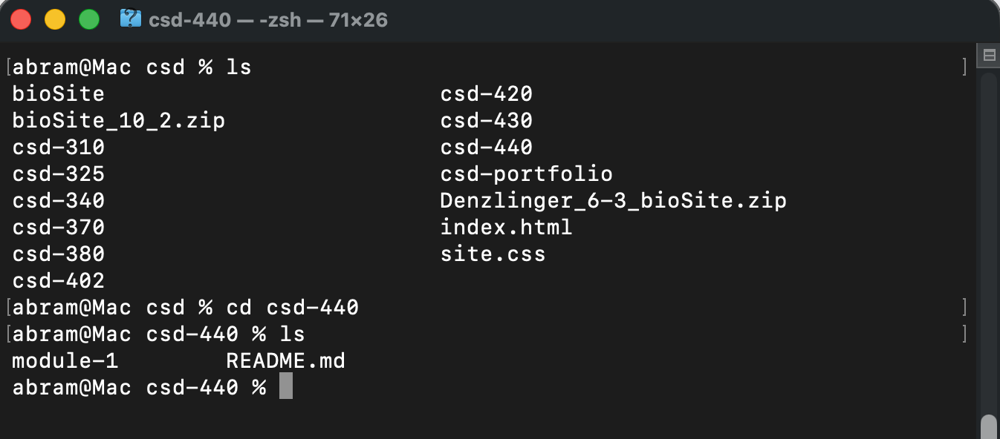 csd-440 — -zsh — 71×26
[abram@Mac csd % ls ]
bioSite csd-420
bioSite_10_2.zip csd-430
csd-310 csd-440
csd-325 csd-portfolio
csd-340 Denzlinger_6-3_bioSite.zip
csd-370 index.html
csd-380 site.css
csd-402
[abram@Mac csd % cd csd-440 ]
[abram@Mac csd-440 % ls ]
module-1 README.md
abram@Mac csd-440 %